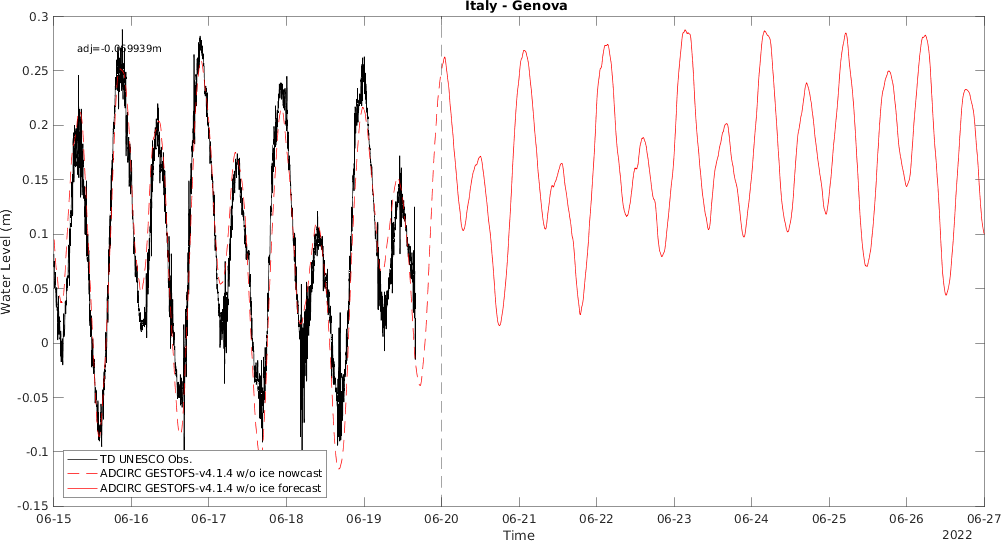 Italy - Genova
adj=-0.059939m
Water Level (m)
0.3
0.25
0.2
0.15
0.1
0.05
0
-0.05
-0.1
-0.15
TD UNESCO Obs.
ADCIRC GESTOFS-v4.1.4 w/o ice nowcast
ADCIRC GESTOFS-v4.1.4 w/o ice forecast
06-15 06-16 06-17 06-18 06-19 06-20 06-21 06-22 06-23 06-24 06-25 06-26 06-27
Time
2022